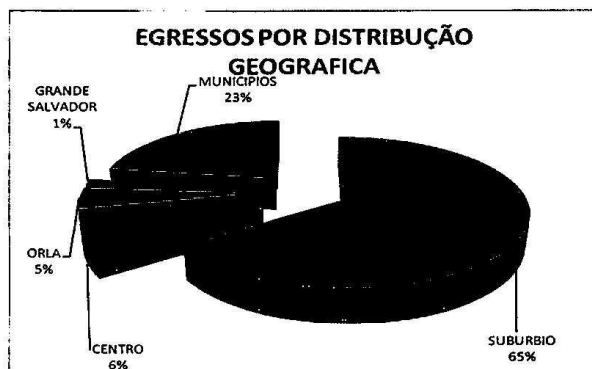 EGRESSOS POR DISTRIBUÇÃO
GEOGRAFICA
GRANDE
SALVADOR
1%
MUNICIPIOS
23%
ORLA
5%
CENTRO
6%
SUBURBIO
65%